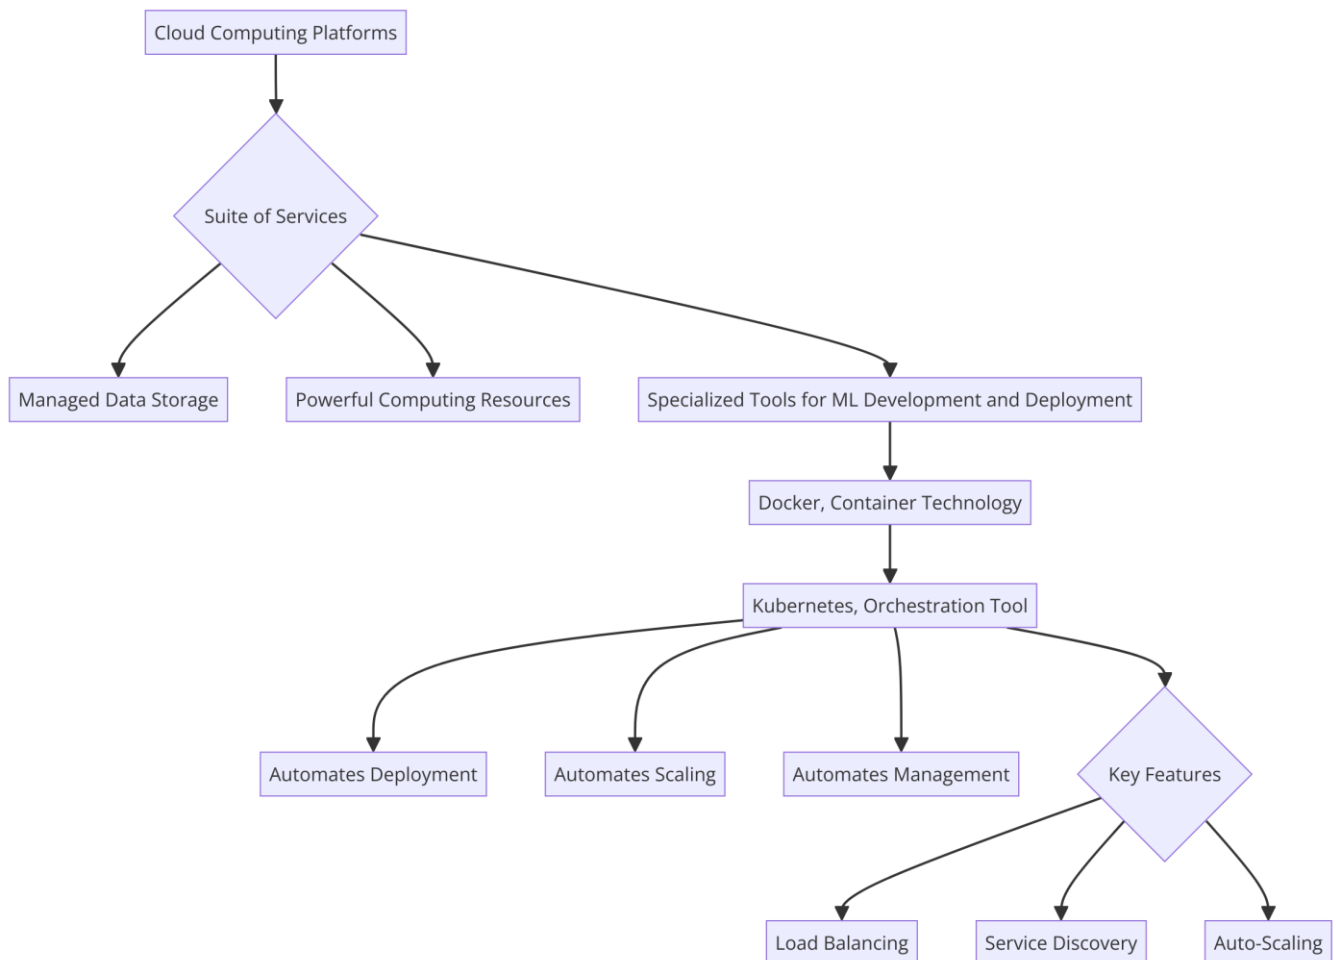 Cloud Computing Platforms
Suite of Services
Managed Data Storage
Powerful Computing Resources
Specialized Tools for ML Development and Deployment
Docker, Container Technology
Kubernetes, Orchestration Tool
Automates Deployment
Automates Scaling
Automates Management
Key Features
Load Balancing
Service Discovery
Auto-Scaling